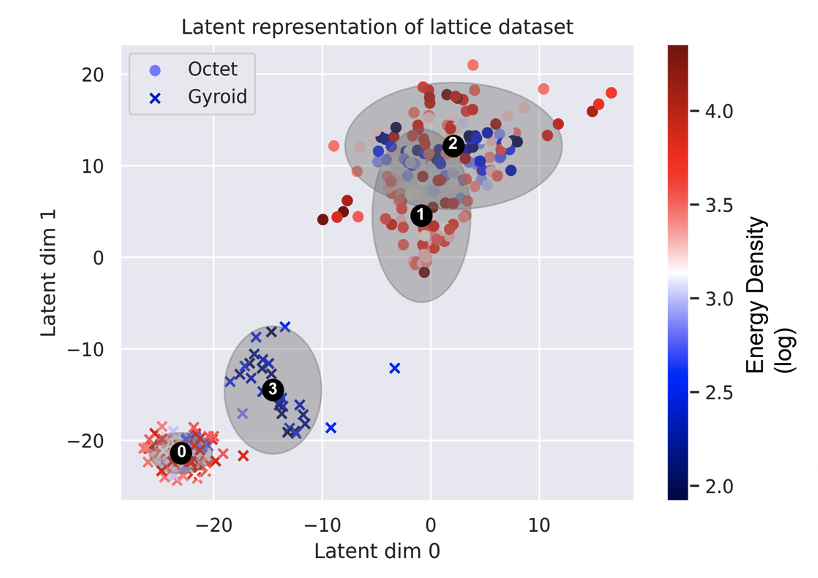 Latent representation of lattice dataset
Octet
Gyroid
20
10
0
−10
−20
−20
−10
0
10
Latent dim 0
Latent dim 1
0
1
2
3
4.0
3.5
3.0
2.5
2.0
Energy Density
(log)